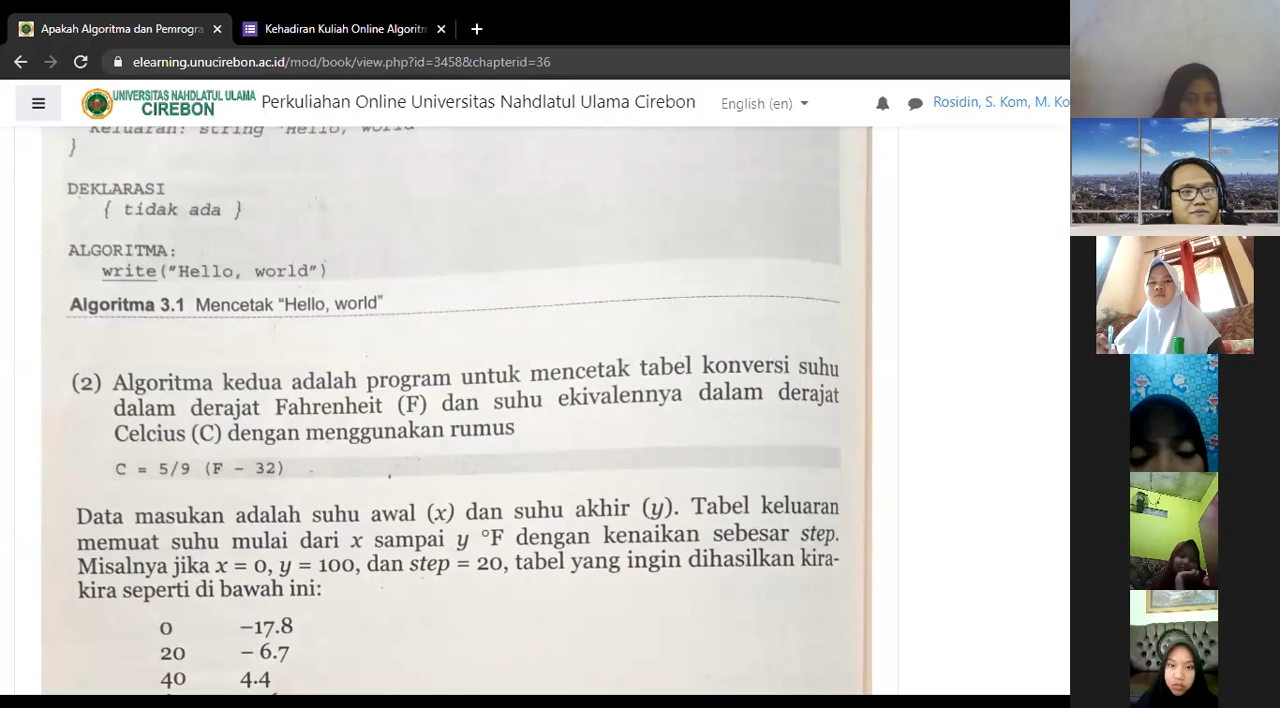 Apakah Algoritma dan Pemrogra
Kehadiran Kuliah Online Algoritm
elearning.unucirebon.ac.id/mod/book/view.php?id=3458&chapterid=36
UNIVERSITAS NAHDLATUL ULAMA
CIREBON
Perkuliahan Online Universitas Nahdlatul Ulama Cirebon
English (en)
Rosidin, S. Kom, M. Ko
Keluaran: string 'Hello, world'
}
DEKLARASI
{ tidak ada }
ALGORITMA:
write("Hello, world")
Algoritma 3.1 Mencetak "Hello, world"
(2) Algoritma kedua adalah program untuk mencetak tabel konversi suhu
dalam derajat Fahrenheit (F) dan suhu ekivalennya dalam derajat
Celcius (C) dengan menggunakan rumus
C = 5/9 (F - 32)
Data masukan adalah suhu awal (x) dan suhu akhir (y). Tabel keluaran
memuat suhu mulai dari x sampai y °F dengan kenaikan sebesar step.
Misalnya jika x = 0, y = 100, dan step = 20, tabel yang ingin dihasilkan kira-
kira seperti di bawah ini:
0 –17.8
20 – 6.7
40 4.4